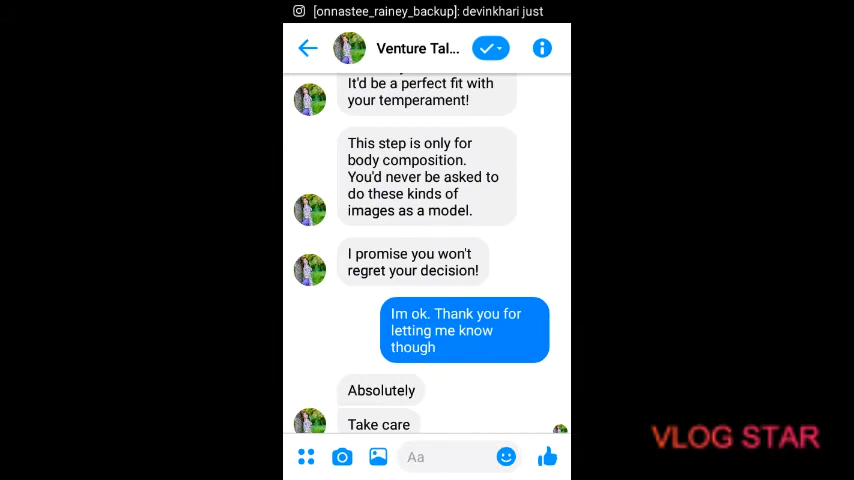 [onnastee_rainey_backup]: devinkhari just
Venture Tal...
It'd be a perfect fit with
your temperament!
This step is only for
body composition.
You'd never be asked to
do these kinds of
images as a model.
I promise you won't
regret your decision!
Im ok. Thank you for
letting me know
though
Absolutely
Take care
Aa
VLOG STAR